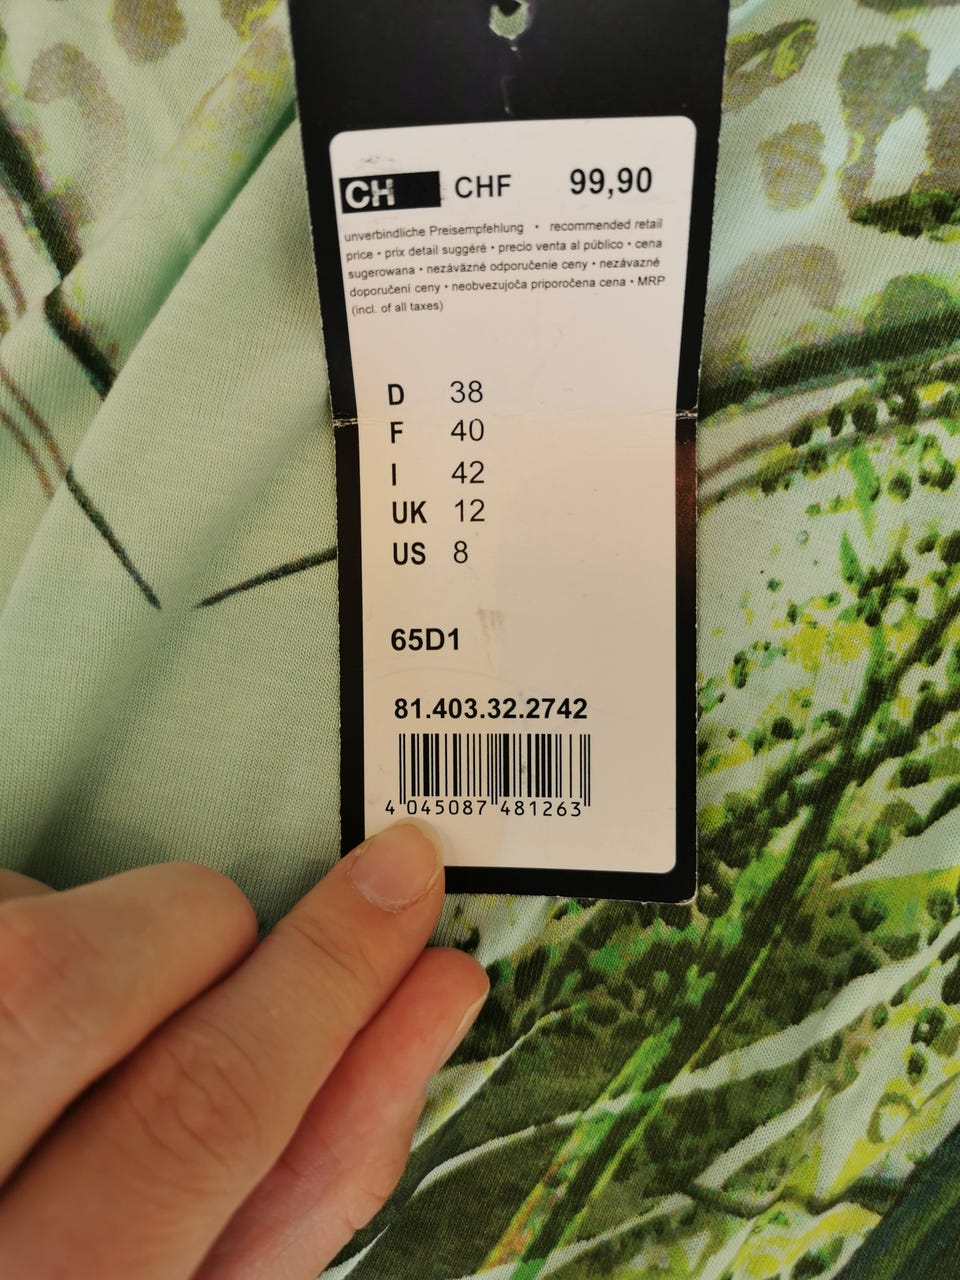 CH CHF 99,90
unverbindliche Preisempfehlung • recommended retail
price • prix detail suggéré • precio venta al público • cena
sugerowana • nezáväzné odporučenie ceny • nezávazné
doporučení ceny • neobvezujoča priporočena cena • MRP
(incl. of all taxes)
D 38
F 40
I 42
UK 12
US 8
65D1
81.403.32.2742
4 045087 481263